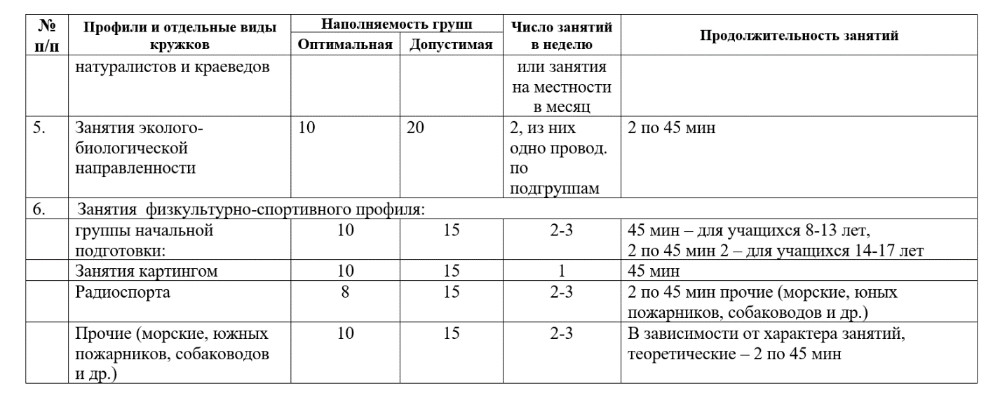 № п/п Профили и отдельные виды кружков Наполняемость групп Число занятий в неделю Продолжительность занятий
Оптимальная Допустимая
натуралистов и краеведов или занятия
на местности
в месяц
5. Занятия эколого- 10 20 2, из них 2 по 45 мин
биологической одно провод.
направленности по
подгруппам
6. Занятия физкультурно-спортивного профиля:
группы начальной 10 15 2-3 45 мин – для учащихся 8-13 лет,
подготовки: 2 по 45 мин 2 – для учащихся 14-17 лет
Занятия картингом 10 15 1 45 мин
Радиоспорта 8 15 2-3 2 по 45 мин прочие (морские, юных
пожарников, собаководов и др.)
Прочие (морские, южных 10 15 2-3 В зависимости от характера занятий,
пожарников, собаководов теоретические – 2 по 45 мин
и др.)